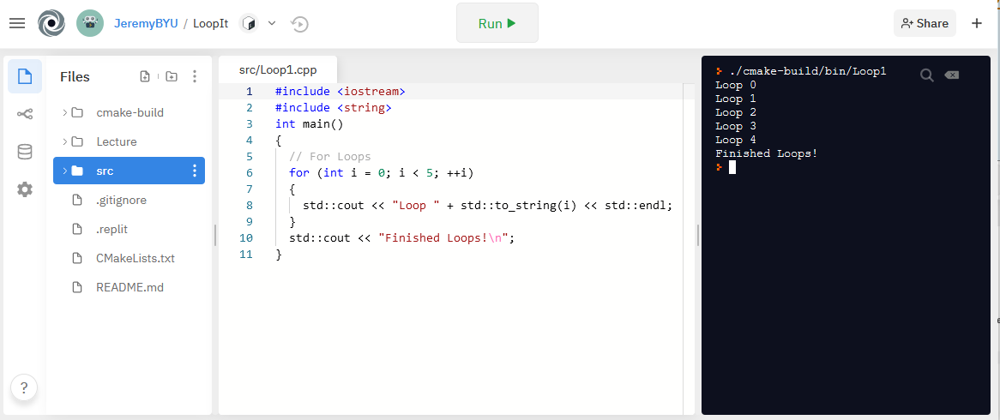 JeremyBYU / LoopIt
Run
Share
Files
cmake-build
Lecture
src
.gitignore
.replit
CMakeLists.txt
README.md
?
src/Loop1.cpp
1 #include <iostream>
2 #include <string>
3 int main()
4 {
5 // For Loops
6 for (int i = 0; i < 5; ++i)
7 {
8 std::cout << "Loop " + std::to_string(i) << std::endl;
9 }
10 std::cout << "Finished Loops!\n";
11 }
./cmake-build/bin/Loop1
Loop 0
Loop 1
Loop 2
Loop 3
Loop 4
Finished Loops!